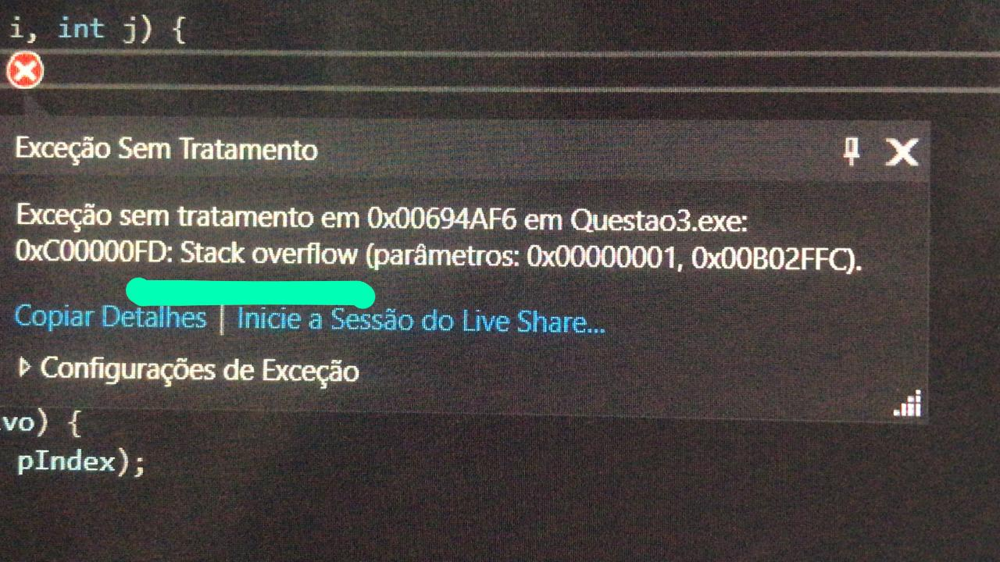 i, int j) {
Exceção Sem Tratamento
Exceção sem tratamento em 0x00694AF6 em Questao3.exe:
0xC00000FD: Stack overflow (parâmetros: 0x00000001, 0x00B02FFC).
Copiar Detalhes | Inicie a Sessão do Live Share...
Configurações de Exceção
vo) {
pIndex);